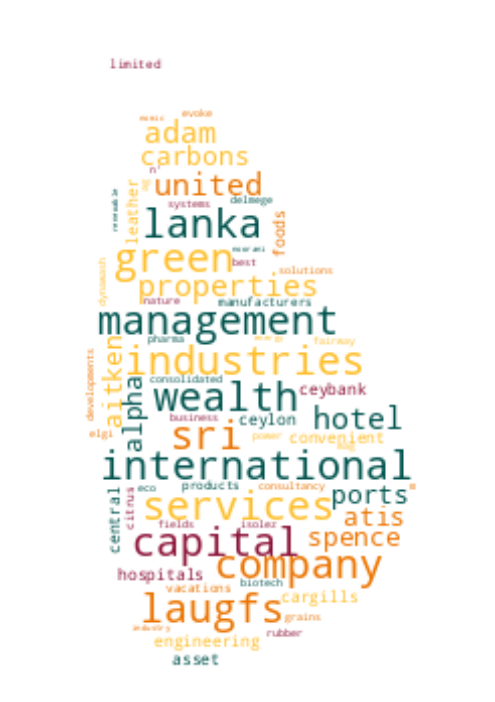 limited
evoke
adam
carbons
n'
united
systems
delmege
leather
renewable
lanka
foods
green
best
solutions
dynawash
properties
nature
manufacturers
management
pharma
fairway
industries
aitken
developments
consolidated
wealth
ceybank
alpha
business
ceylon
hotel
elgi
sri
power
convenient
international
eco
products
consultancy
ports
citrus
central
services
atis
fields
isolez
capital
spence
company
hospitals
biotech
vacations
cargills
laugfs
grains
industry
rubber
engineering
asset